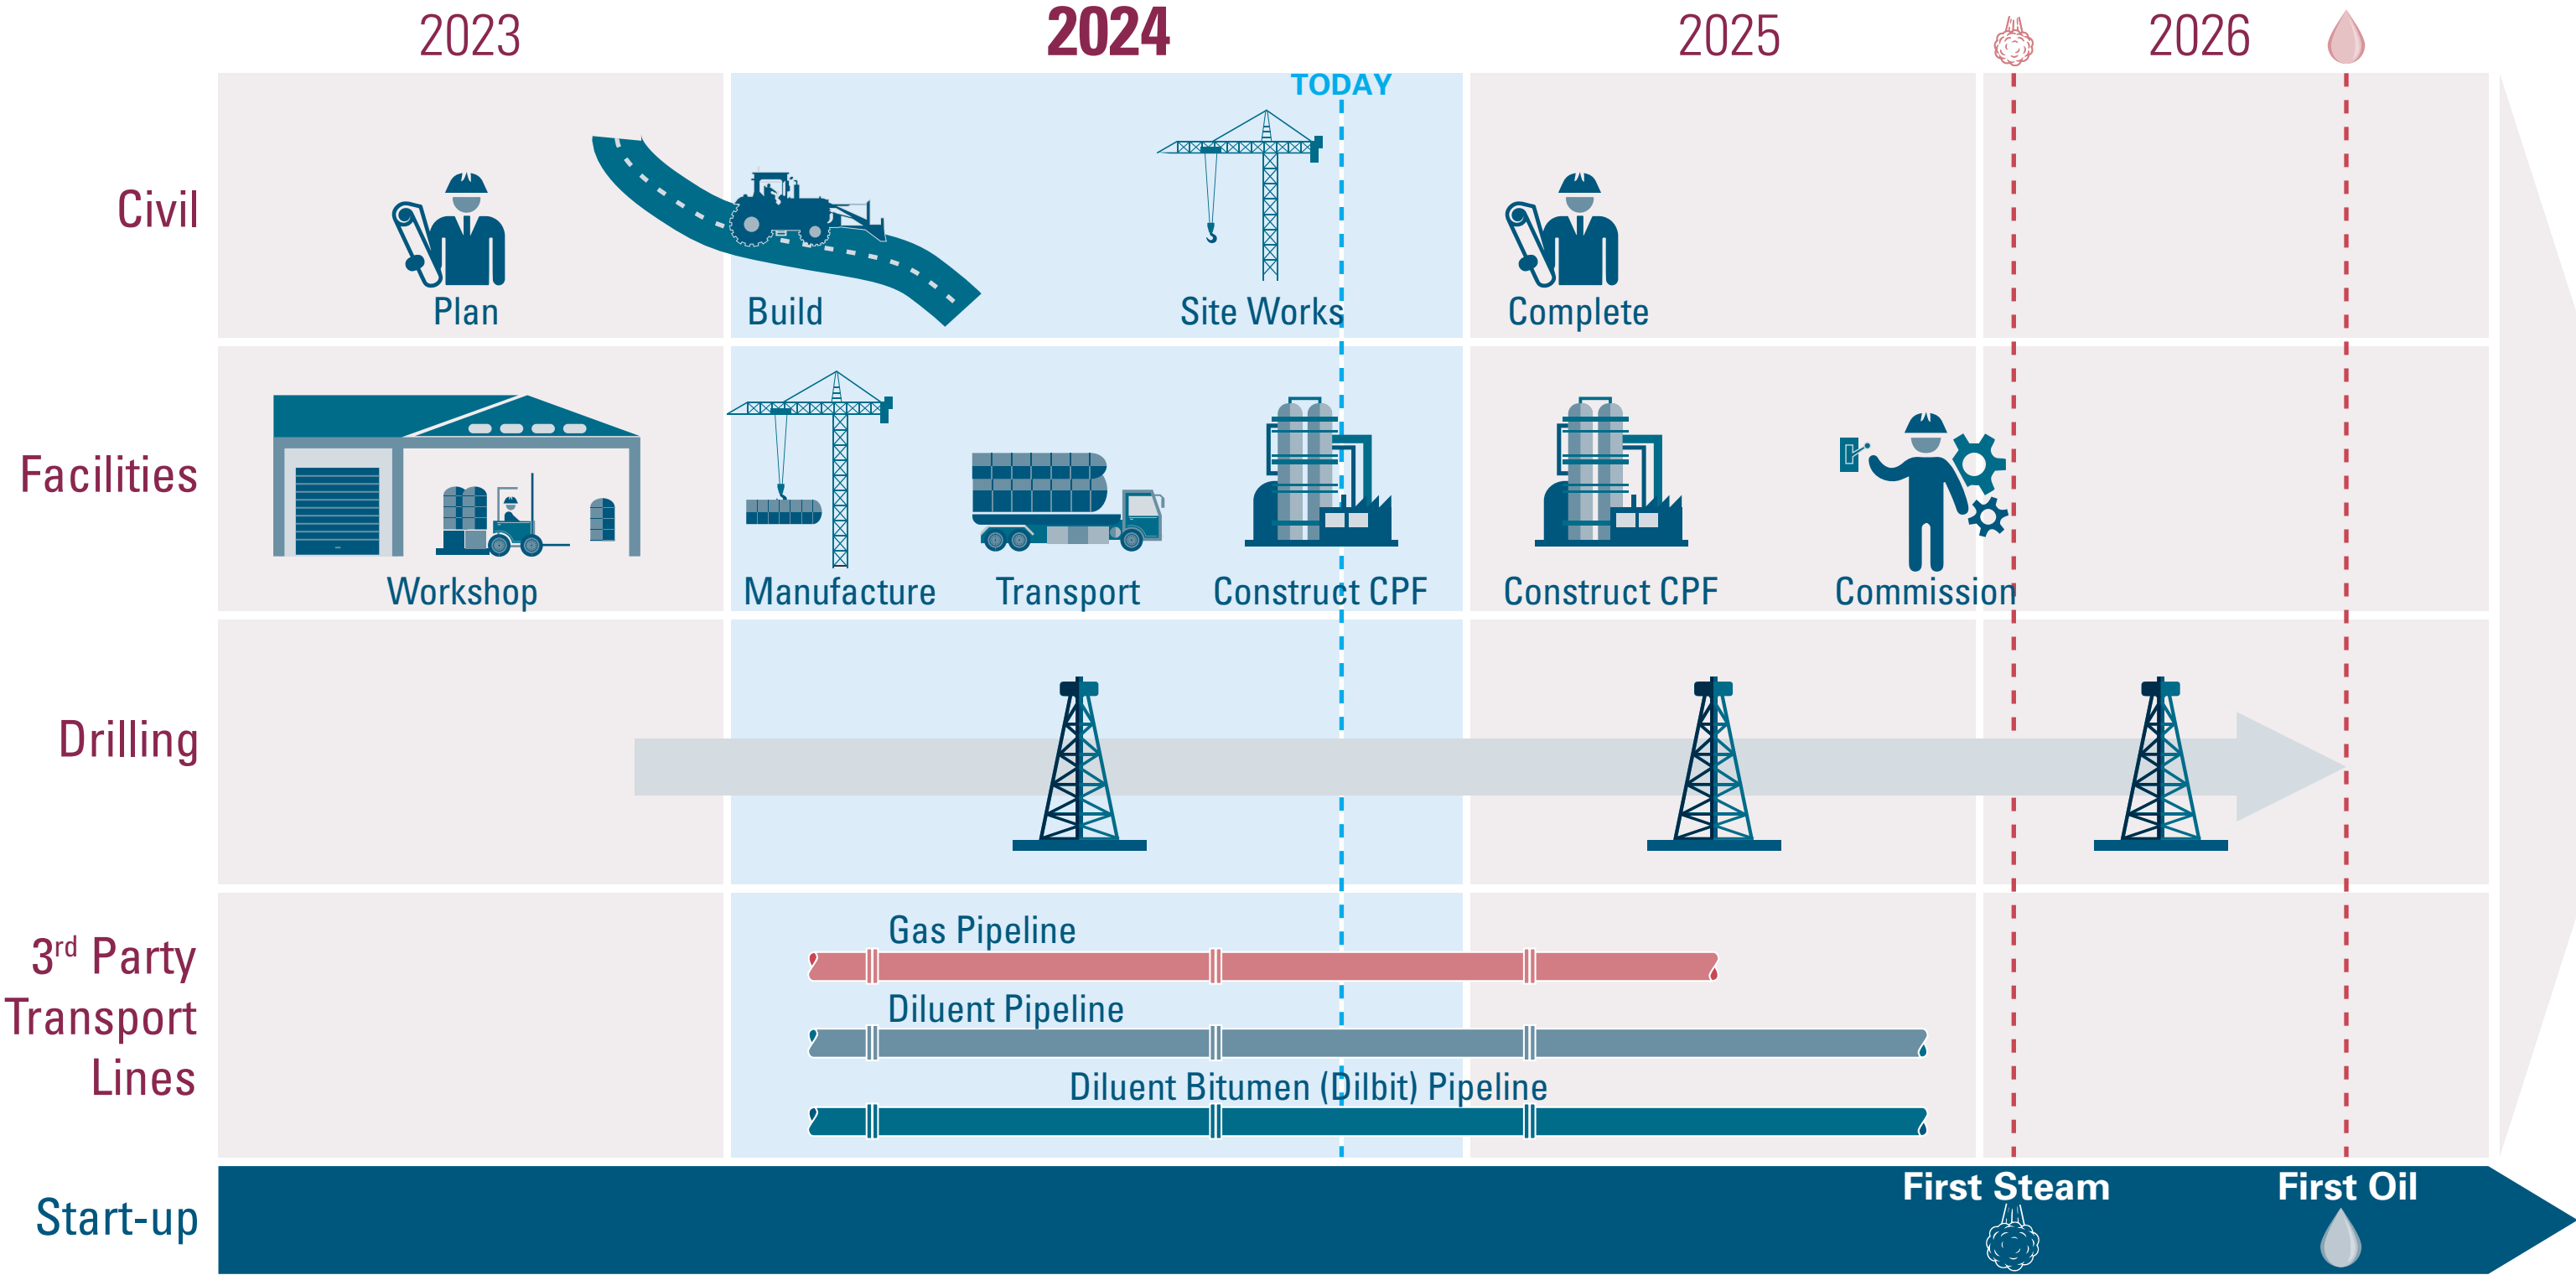 2023
2024
2025
2026
TODAY
Civil
Plan
Build
Site Works
Complete
Facilities
Workshop
Manufacture
Transport
Construct CPF
Construct CPF
Commission
Drilling
3rd Party
Transport
Lines
Gas Pipeline
Diluent Pipeline
Diluent Bitumen (Dilbit) Pipeline
Start-up
First Steam
First Oil